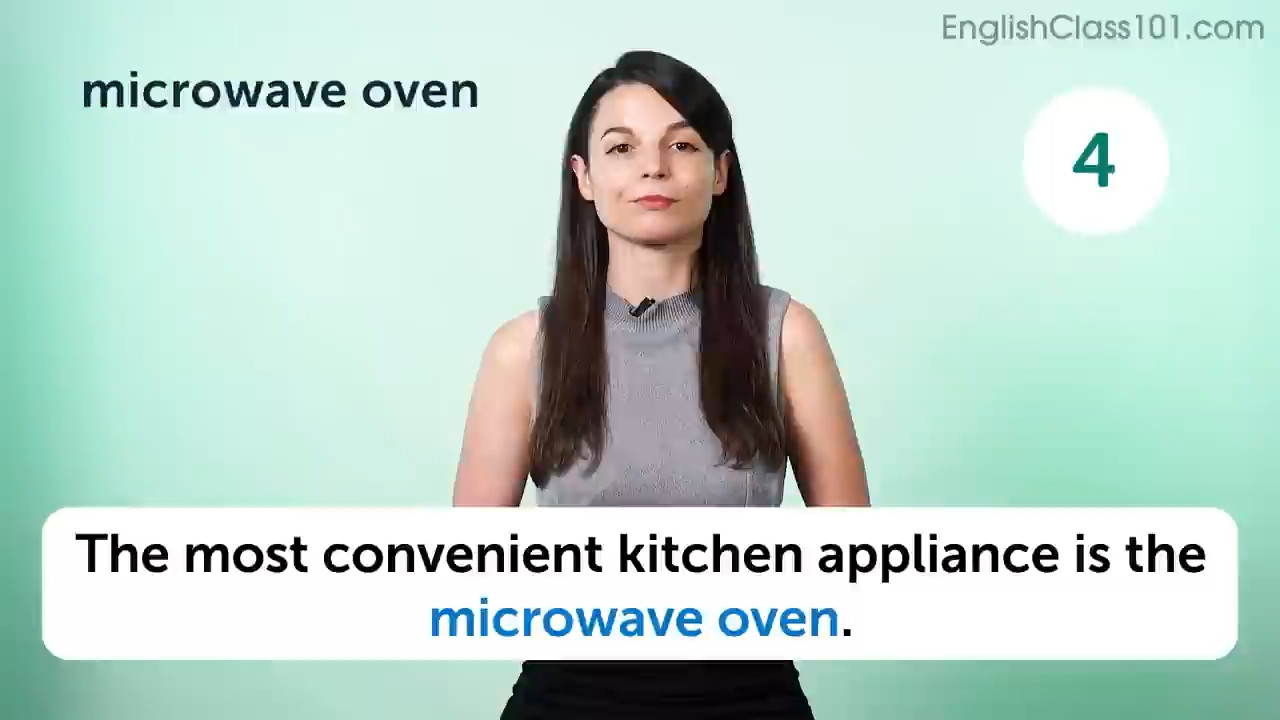 EnglishClass101.com
microwave oven
4
The most convenient kitchen appliance is the
microwave oven.